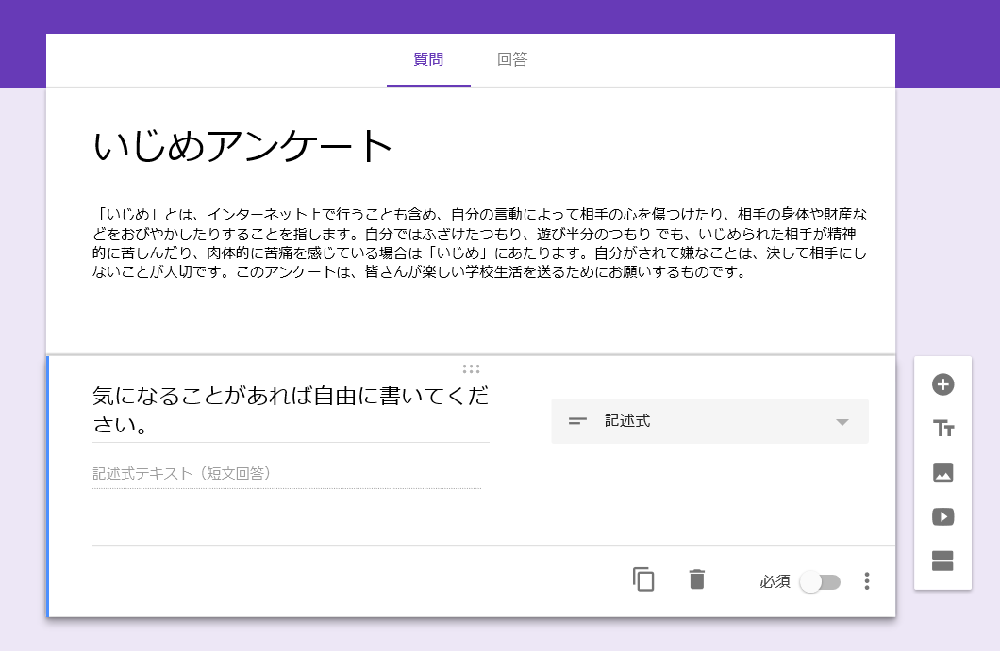 質問 回答
いじめアンケート
「いじめ」とは、インターネット上で行うことも含め、自分の言動によって相手の心を傷つけたり、相手の身体や財産な
どをおびやかしたりすることを指します。自分ではふざけたつもり、遊び半分のつもり でも、いじめられた相手が精神
的に苦しんだり、肉体的に苦痛を感じている場合は「いじめ」にあたります。自分がされて嫌なことは、決して相手にし
ないことが大切です。このアンケートは、皆さんが楽しい学校生活を送るためにお願いするものです。
気になることがあれば自由に書いてくだ
さい。
記述式
記述式テキスト（短文回答）
必須